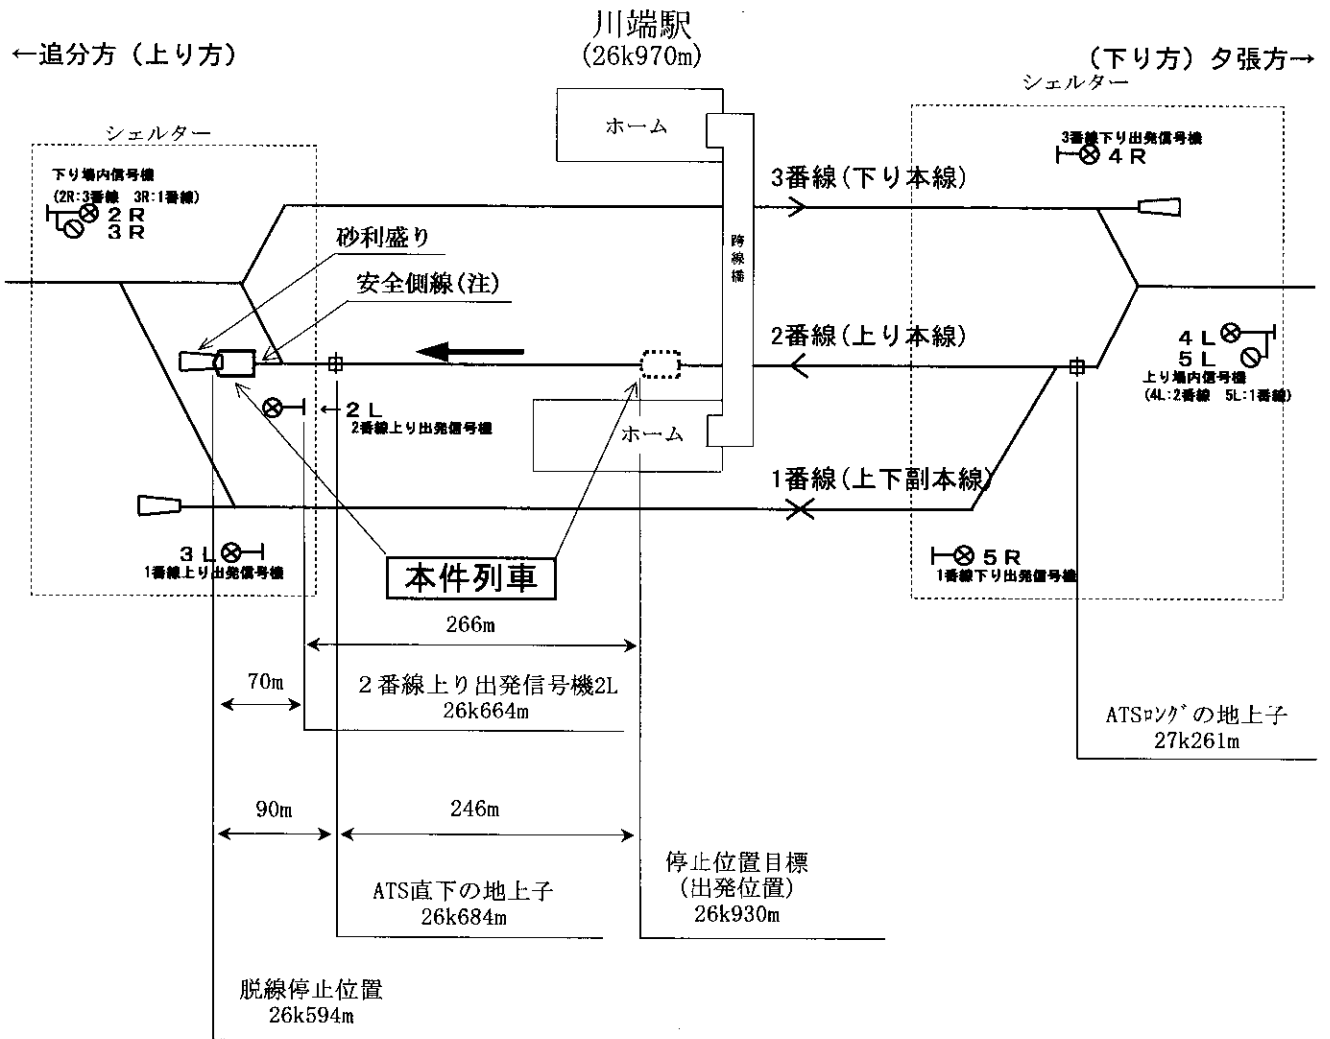 川端駅
(26k970m)
←追分方（上り方）
(下り方）夕張方→
シェルター
シェルター
下り場内信号機
(2R:3番線 3R:1番線)
2R
3R
ホーム
3番線下り出発信号機
4R
3番線(下り本線)
砂利盛り
安全側線(注)
跨線橋
2番線(上り本線)
4L
5L
上り場内信号機
(4L:2番線 5L:1番線)
←2L
2番線上り出発信号機
ホーム
1番線(上下副本線)
3L
1番線上り出発信号機
本件列車
5R
1番線下り出発信号機
266m
70m
２番線上り出発信号機2L
26k664m
ATSロングの地上子
27k261m
90m
246m
停止位置目標
(出発位置)
26k930m
ATS直下の地上子
26k684m
脱線停止位置
26k594m